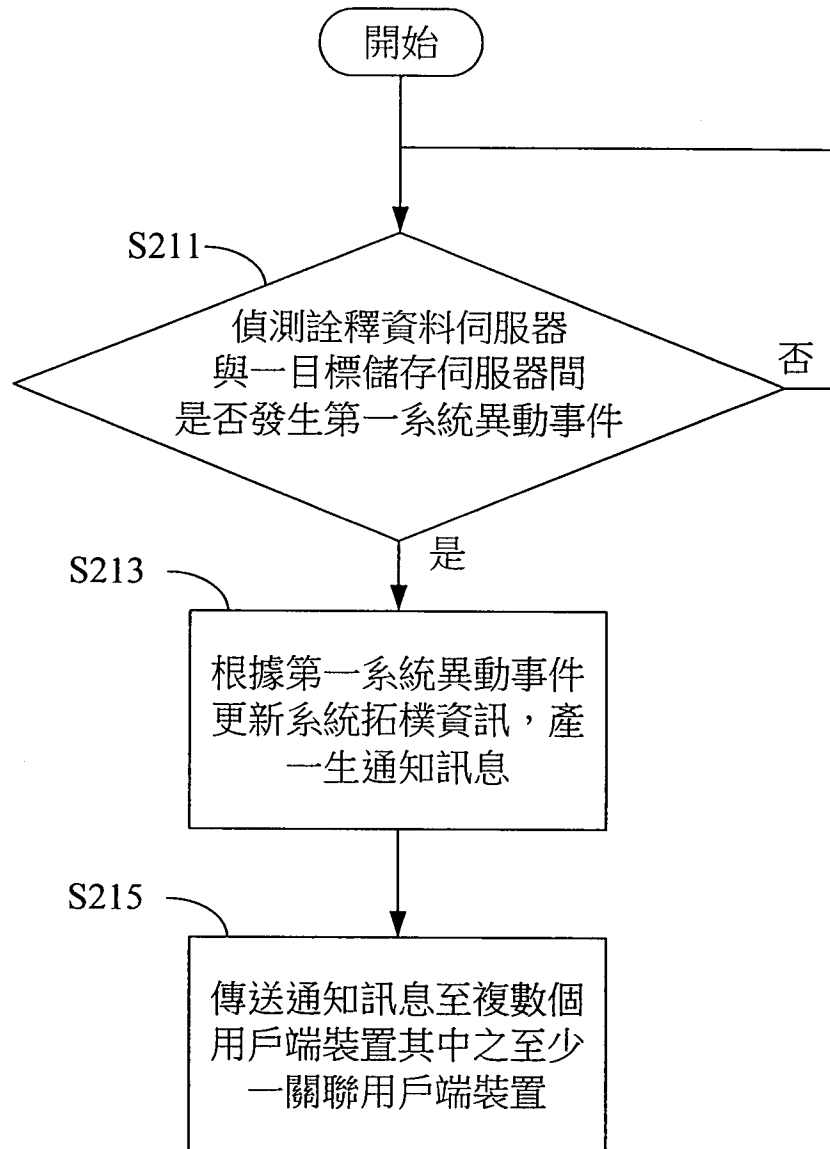 開始
S211
偵測詮釋資料伺服器
與一目標儲存伺服器間
是否發生第一系統異動事件
否
是
S213
根據第一系統異動事件
更新系統拓樸資訊，產
一生通知訊息
S215
傳送通知訊息至複數個
用戶端裝置其中之至少
一關聯用戶端裝置